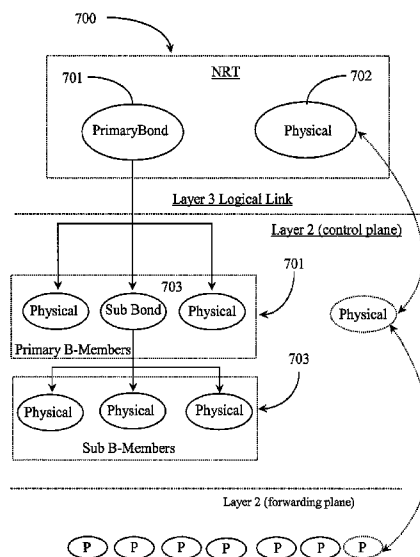 700
701
NRT
702
PrimaryBond
Physical
Layer 3 Logical Link
Layer 2 (control plane)
703
701
Physical
Sub Bond
Physical
Physical
Primary B-Members
703
Physical
Physical
Physical
Sub B-Members
Layer 2 (forwarding plane)
P
P
P
P
P
P
P